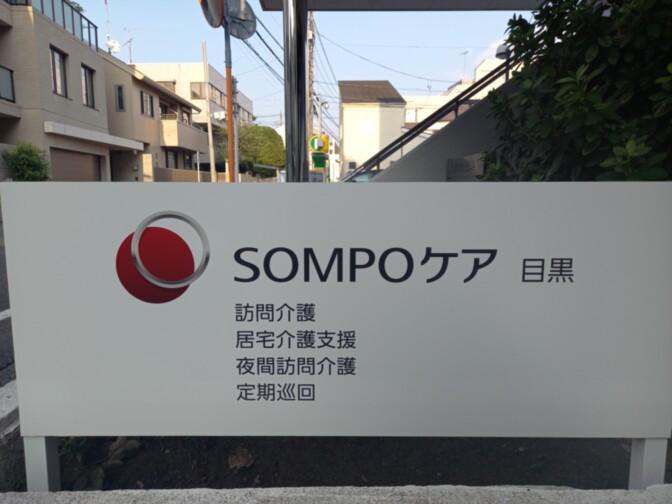 SOMPOケア 目黒
訪問介護
居宅介護支援
夜間訪問介護
定期巡回